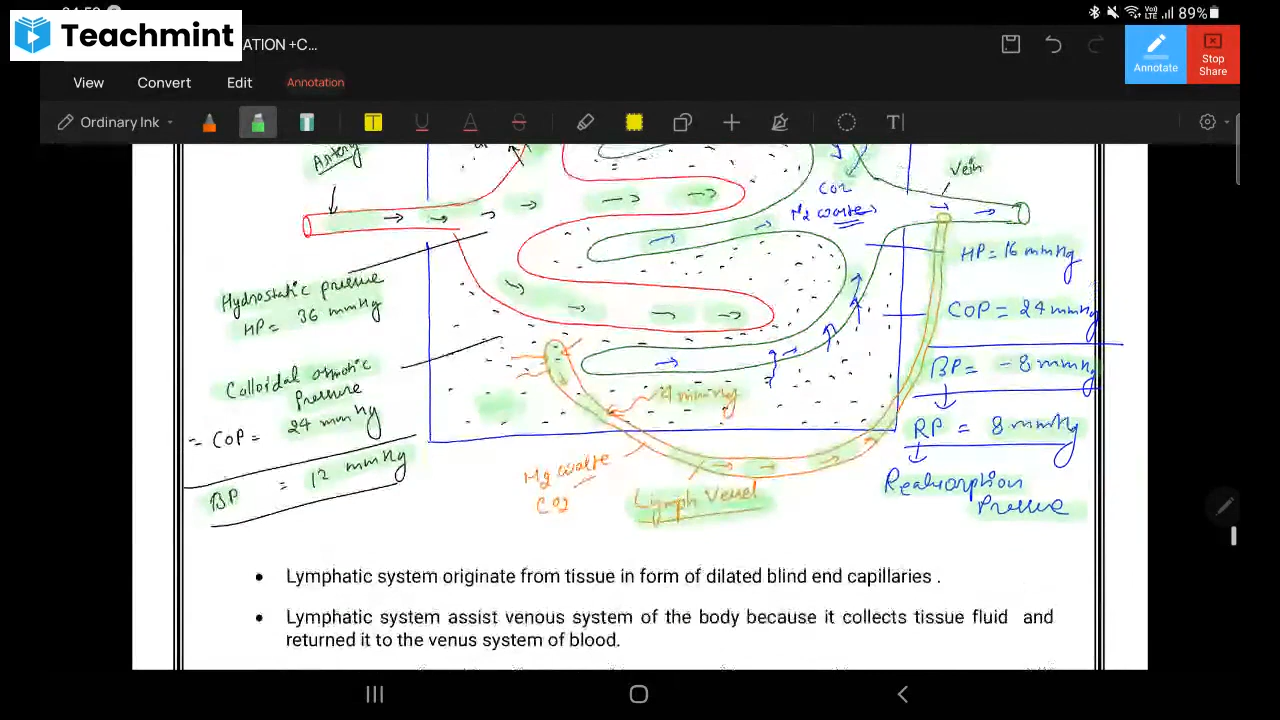 Teachmint
ATION +C...
89%
View Convert Edit Annotation
Annotate
Stop
Share
Ordinary Ink
Artery
Vein
CO2
N2 waste
Hydrostatic pressure
HP = 36 mmHg
HP = 16 mmHg
COP = 24 mmHg
Colloidal osmotic
Pressure
= COP = 24 mmHg
BP = 12 mmHg
4 mmHg
BP = -8 mmHg
RP = 8 mmHg
Reabsorption
Pressure
CO2
Lymph Vessel
• Lymphatic system originate from tissue in form of dilated blind end capillaries .
• Lymphatic system assist venous system of the body because it collects tissue fluid and
returned it to the venus system of blood.